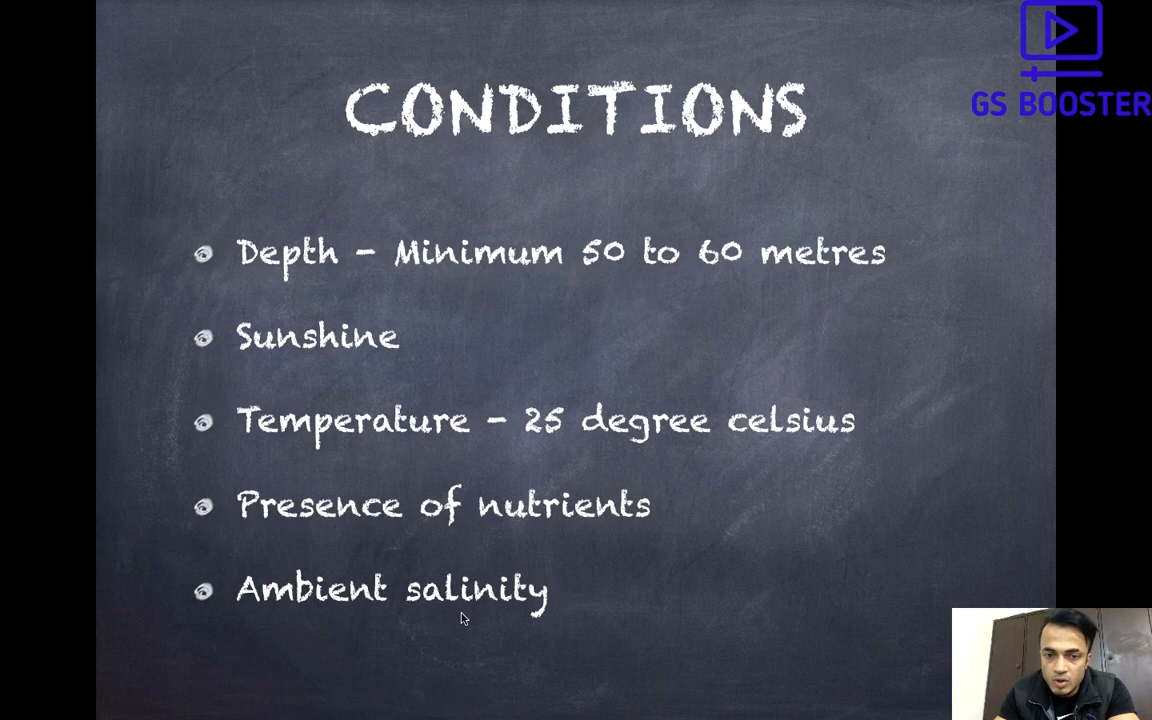 GS BOOSTER
CONDITIONS
Depth - Minimum 50 to 60 metres
Sunshine
Temperature - 25 degree celsius
Presence of nutrients
Ambient salinity